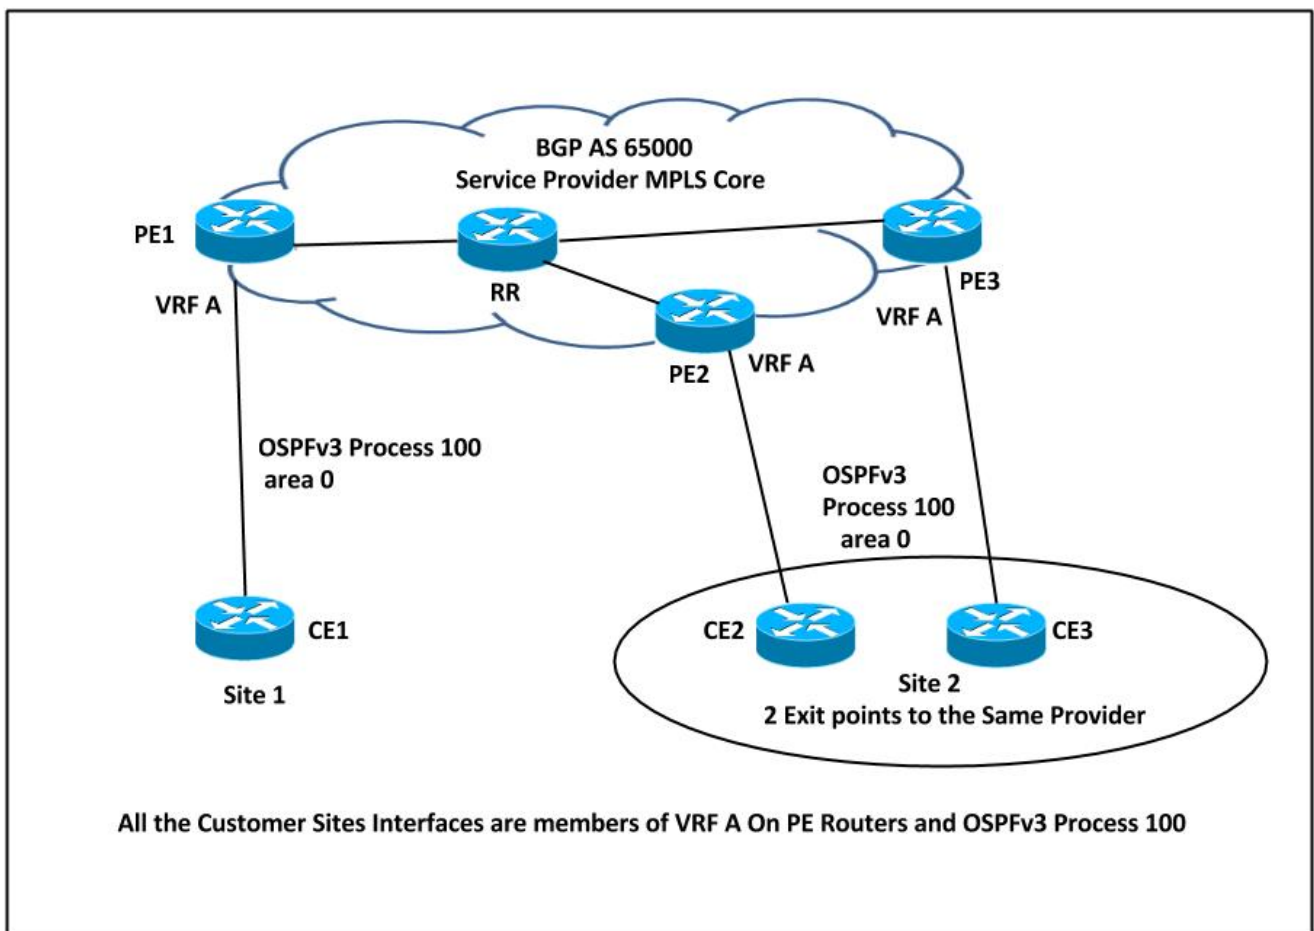 BGP AS 65000
Service Provider MPLS Core
PE1
RR
PE3
VRF A
VRF A
PE2
VRF A
OSPFv3 Process 100
area 0
OSPFv3
Process 100
area 0
CE1
CE2
CE3
Site 1
Site 2
2 Exit points to the Same Provider
All the Customer Sites Interfaces are members of VRF A On PE Routers and OSPFv3 Process 100